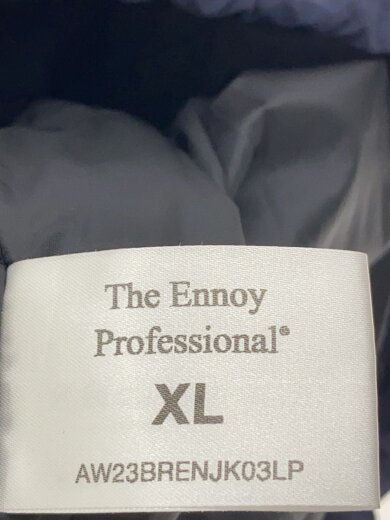 The Ennoy
Professional®
XL
AW23BRENJK03LP